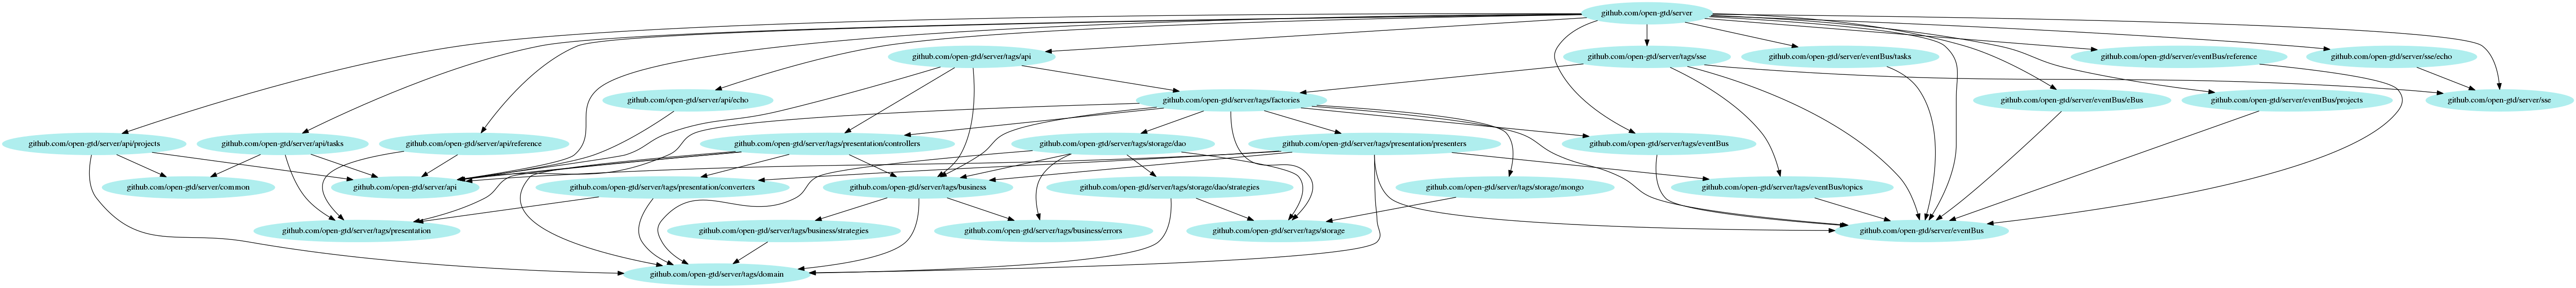 github.com/open-gtd/server
github.com/open-gtd/server/tags/api
github.com/open-gtd/server/tags/sse
github.com/open-gtd/server/eventBus/tasks
github.com/open-gtd/server/eventBus/reference
github.com/open-gtd/server/sse/echo
github.com/open-gtd/server/api/echo
github.com/open-gtd/server/tags/factories
github.com/open-gtd/server/eventBus/eBus
github.com/open-gtd/server/eventBus/projects
github.com/open-gtd/server/sse
github.com/open-gtd/server/api/projects
github.com/open-gtd/server/api/tasks
github.com/open-gtd/server/api/reference
github.com/open-gtd/server/tags/presentation/controllers
github.com/open-gtd/server/tags/storage/dao
github.com/open-gtd/server/tags/presentation/presenters
github.com/open-gtd/server/tags/eventBus
github.com/open-gtd/server/common
github.com/open-gtd/server/api
github.com/open-gtd/server/tags/presentation/converters
github.com/open-gtd/server/tags/business
github.com/open-gtd/server/tags/storage/dao/strategies
github.com/open-gtd/server/tags/storage/mongo
github.com/open-gtd/server/tags/eventBus/topics
github.com/open-gtd/server/tags/presentation
github.com/open-gtd/server/tags/business/strategies
github.com/open-gtd/server/tags/business/errors
github.com/open-gtd/server/tags/storage
github.com/open-gtd/server/eventBus
github.com/open-gtd/server/tags/domain